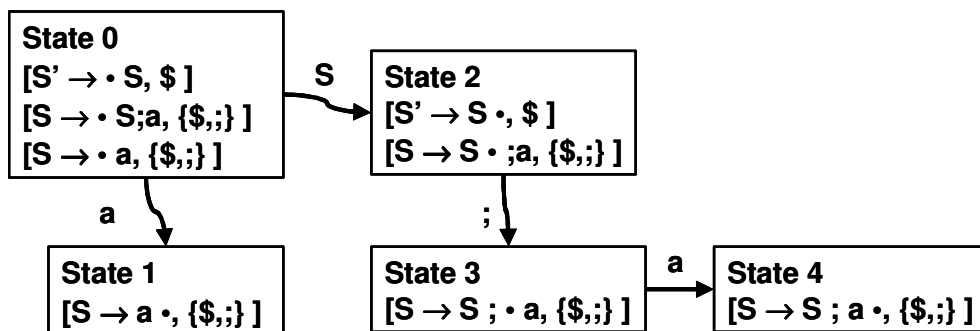 State 0
[S’ → • S, $ ]
[S → • S;a, {$,;} ]
[S → • a, {$,;} ]
S
State 2
[S’ → S •, $ ]
[S → S • ;a, {$,;} ]
a
;
State 1
[S → a •, {$,;} ]
State 3
[S → S ; • a, {$,;} ]
a
State 4
[S → S ; a •, {$,;} ]